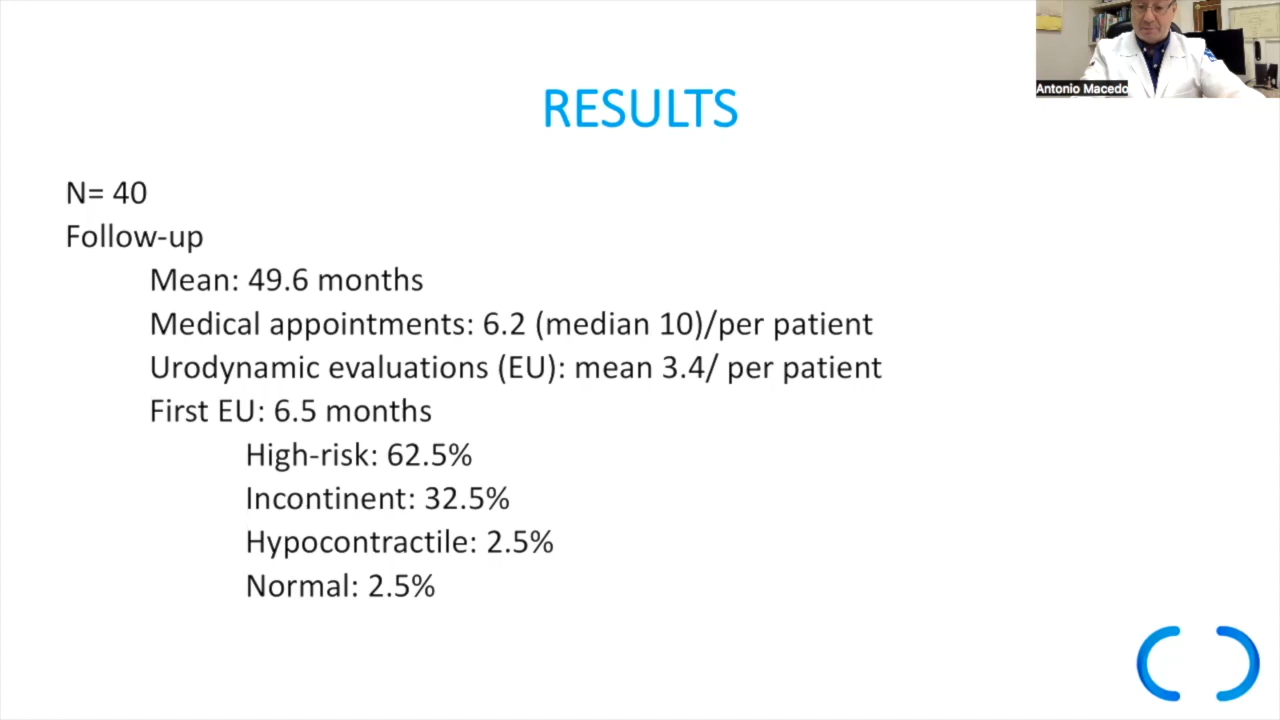 Antonio Macedo
RESULTS
N= 40
Follow-up
Mean: 49.6 months
Medical appointments: 6.2 (median 10)/per patient
Urodynamic evaluations (EU): mean 3.4/ per patient
First EU: 6.5 months
High-risk: 62.5%
Incontinent: 32.5%
Hypocontractile: 2.5%
Normal: 2.5%